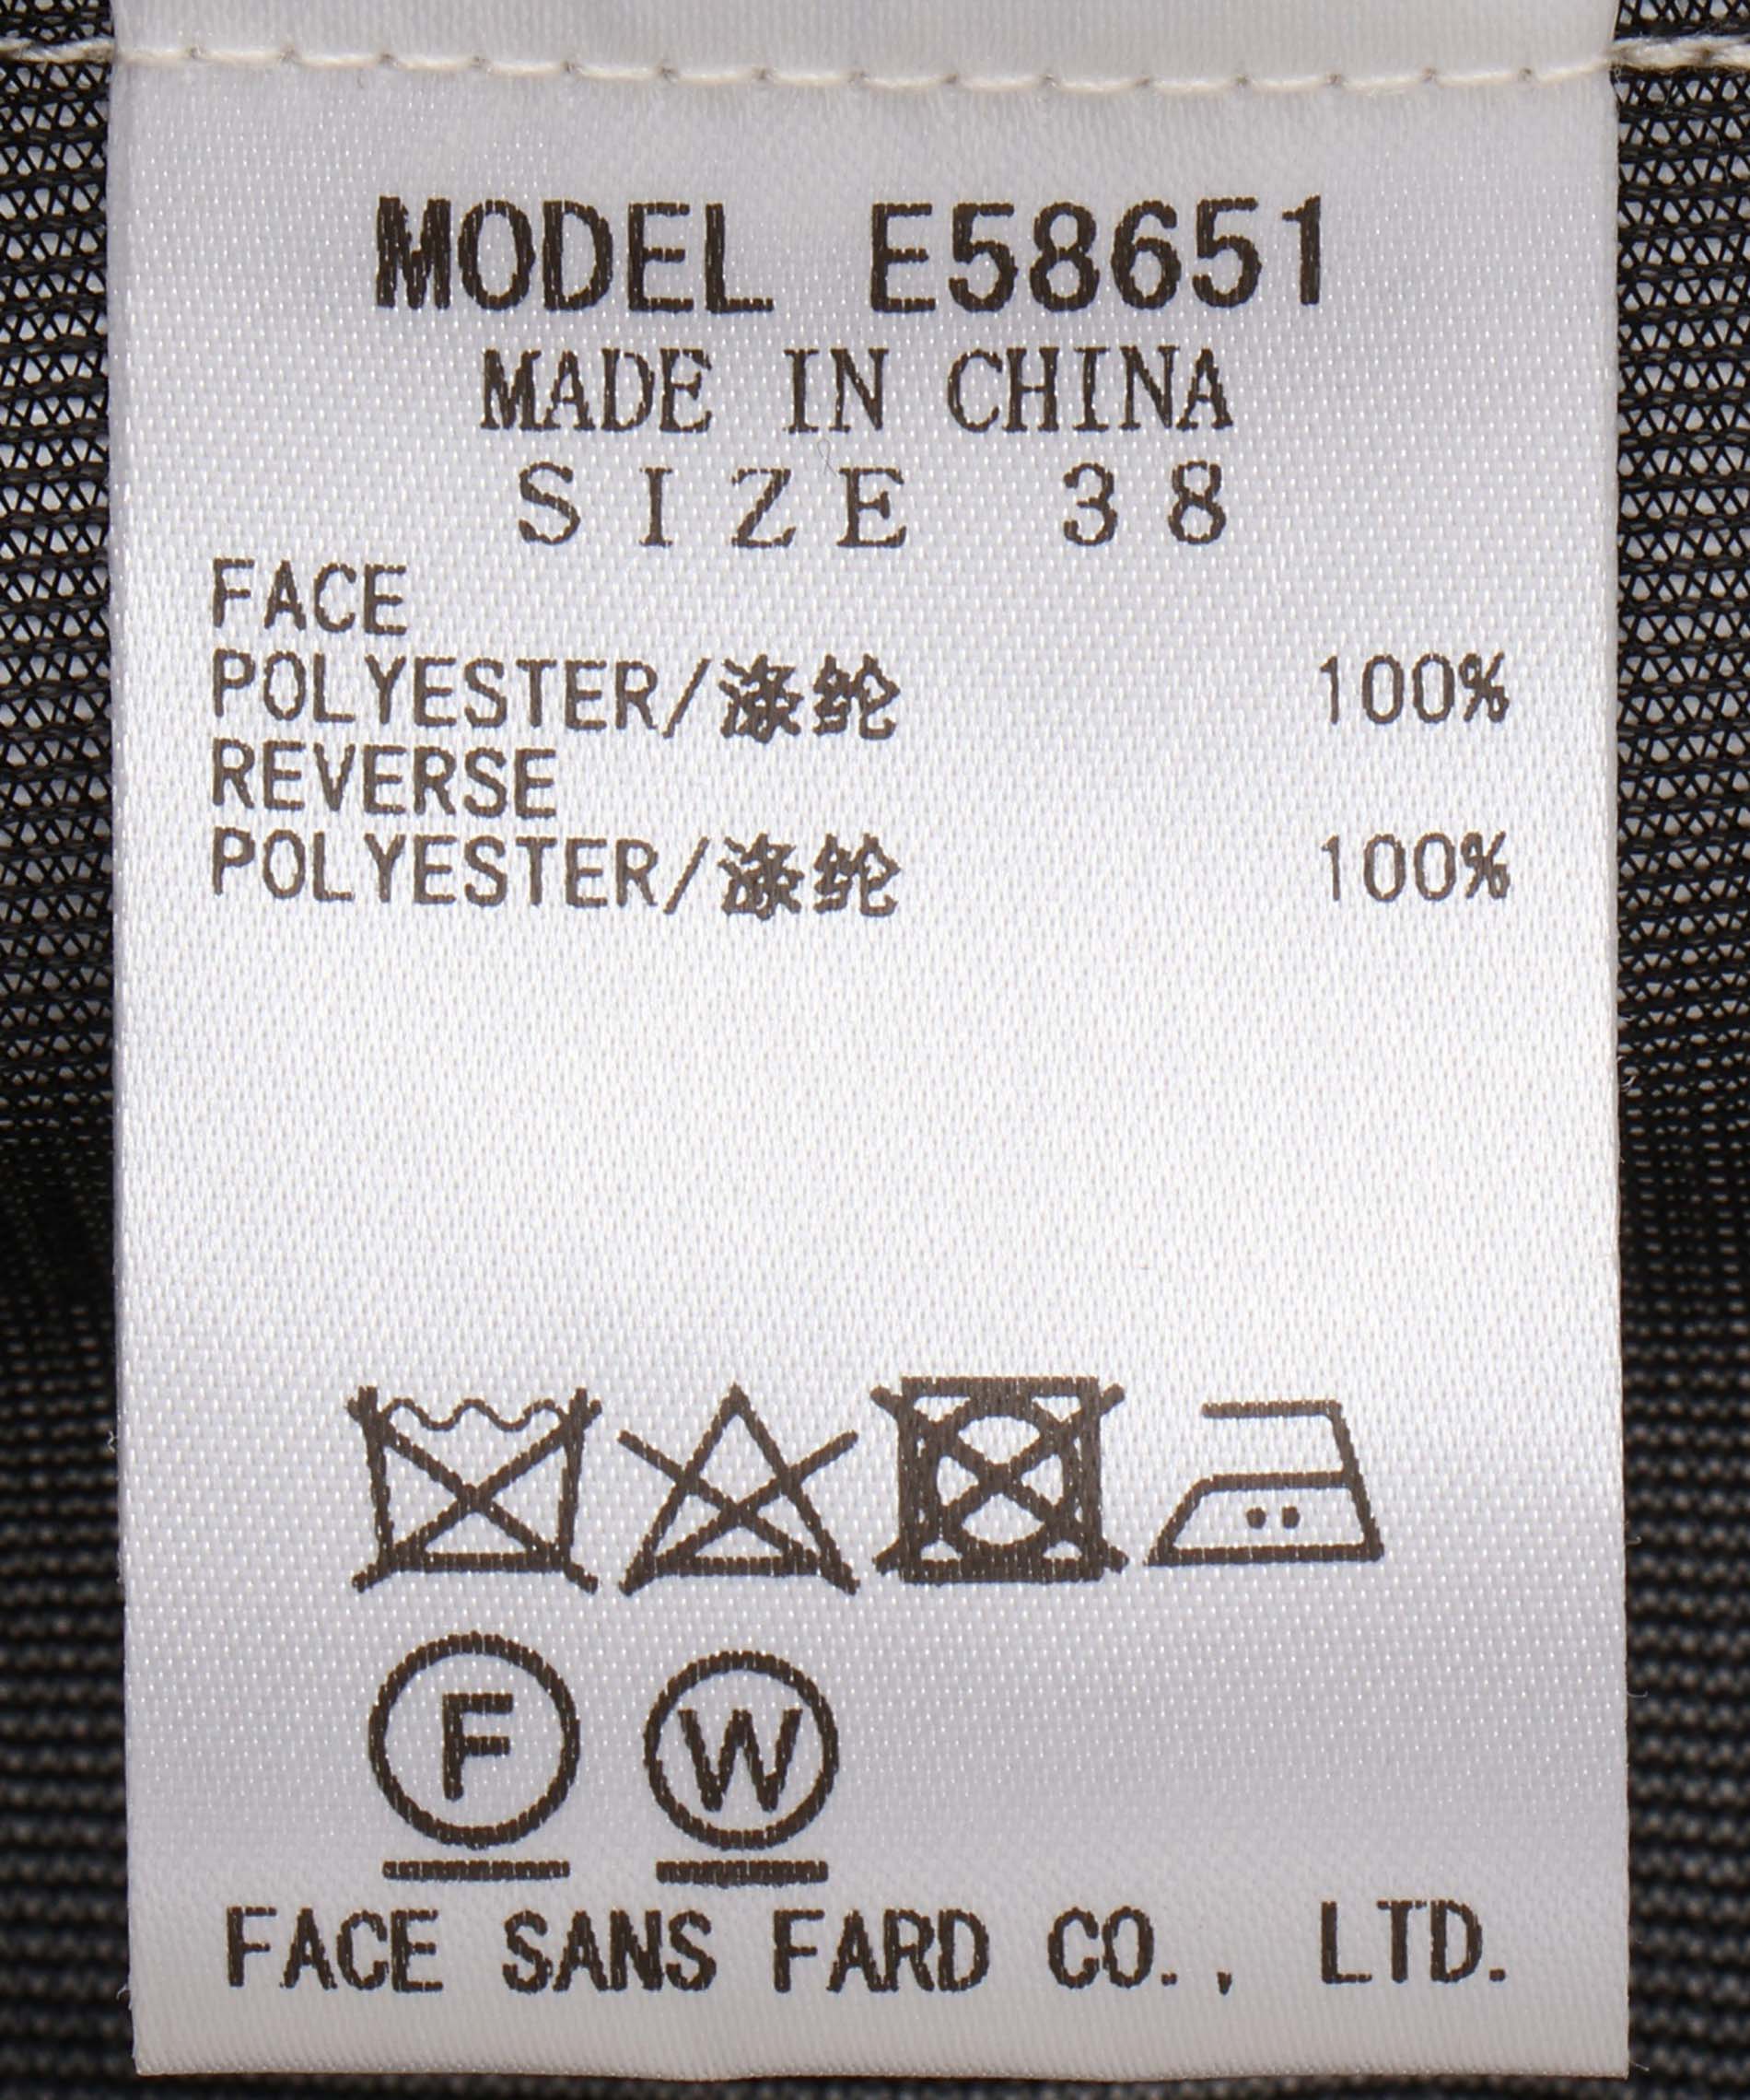 MODEL E58651
MADE IN CHINA
SIZE 38
FACE
POLYESTER/涤纶 100%
REVERSE
POLYESTER/涤纶 100%
F W
FACE SANS FARD CO., LTD.